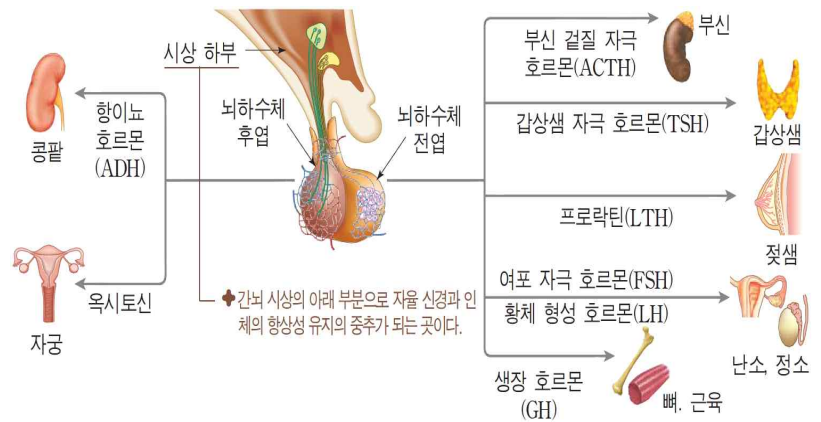 시상 하부
뇌하수체
후엽
뇌하수체
전엽
항이뇨
호르몬
(ADH)
콩팥
옥시토신
자궁
✚간뇌 시상의 아래 부분으로 자율 신경과 인
체의 항상성 유지의 중추가 되는 곳이다.
부신 겉질 자극
호르몬(ACTH)
부신
갑상샘 자극 호르몬(TSH)
갑상샘
프로락틴(LTH)
젖샘
여포 자극 호르몬(FSH)
황체 형성 호르몬(LH)
난소, 정소
생장 호르몬
(GH)
뼈. 근육